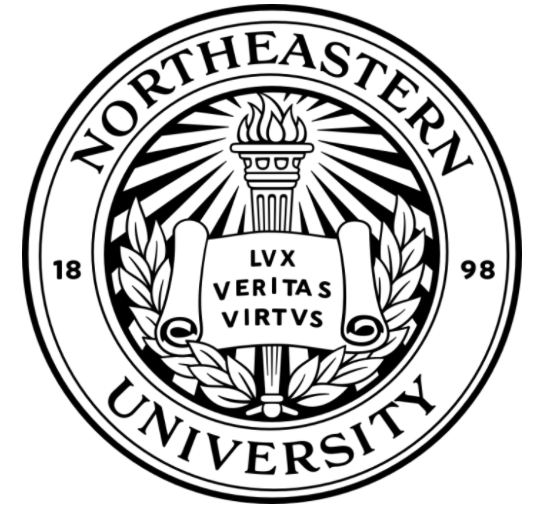 NORTHEASTERN
18 98
LVX
VERITAS
VIRTVS
UNIVERSITY